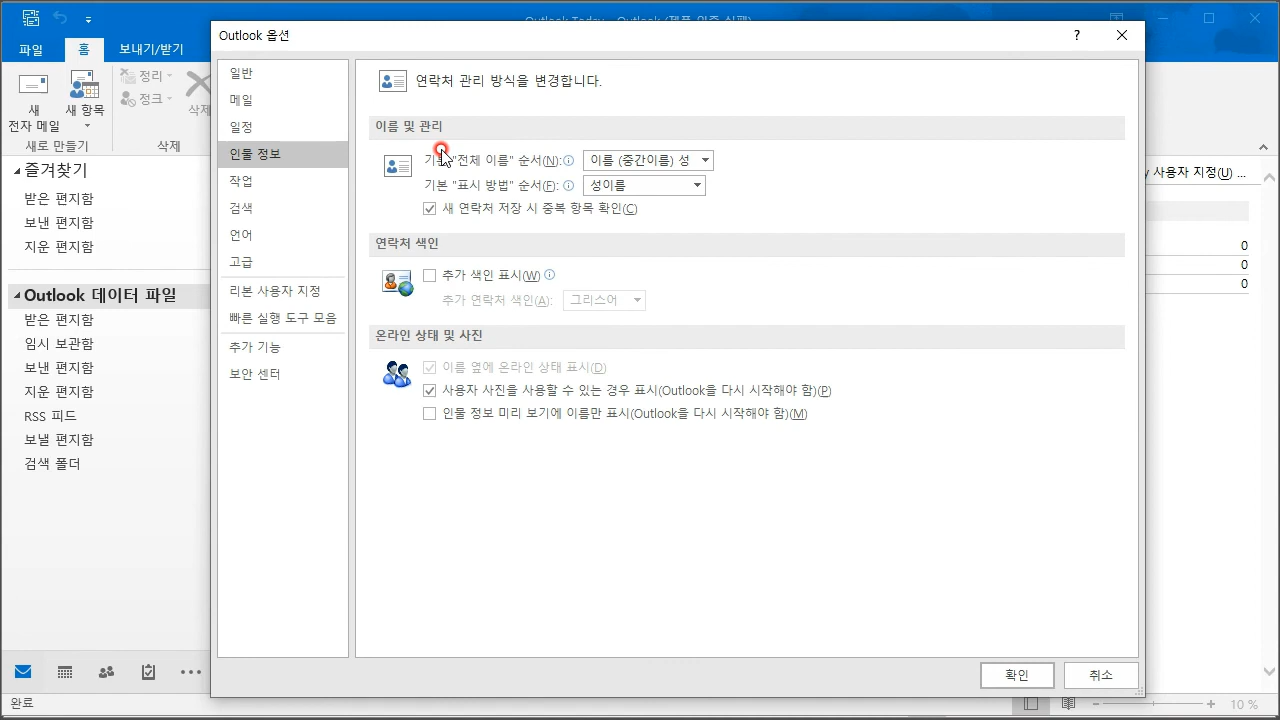 Outlook 옵션
?
파일
홈
보내기/받기
새
전자 메일
새 항목
정리
정크
삭제
새로 만들기
삭제
즐겨찾기
받은 편지함
보낸 편지함
지운 편지함
Outlook 데이터 파일
받은 편지함
임시 보관함
보낸 편지함
지운 편지함
RSS 피드
보낼 편지함
검색 폴더
완료
일반
메일
일정
인물 정보
작업
검색
언어
고급
리본 사용자 지정
빠른 실행 도구 모음
추가 기능
보안 센터
연락처 관리 방식을 변경합니다.
이름 및 관리
"전체 이름" 순서(N): 이름 (중간이름) 성
기본 "표시 방법" 순서(F): 성이름
새 연락처 저장 시 중복 항목 확인(C)
연락처 색인
추가 색인 표시(W)
추가 연락처 색인(A): 그리스어
온라인 상태 및 사진
이름 옆에 온라인 상태 표시(D)
사용자 사진을 사용할 수 있는 경우 표시(Outlook을 다시 시작해야 함)(P)
인물 정보 미리 보기에 이름만 표시(Outlook을 다시 시작해야 함)(M)
확인
취소
사용자 지정(U) ...
0
0
0
10 %